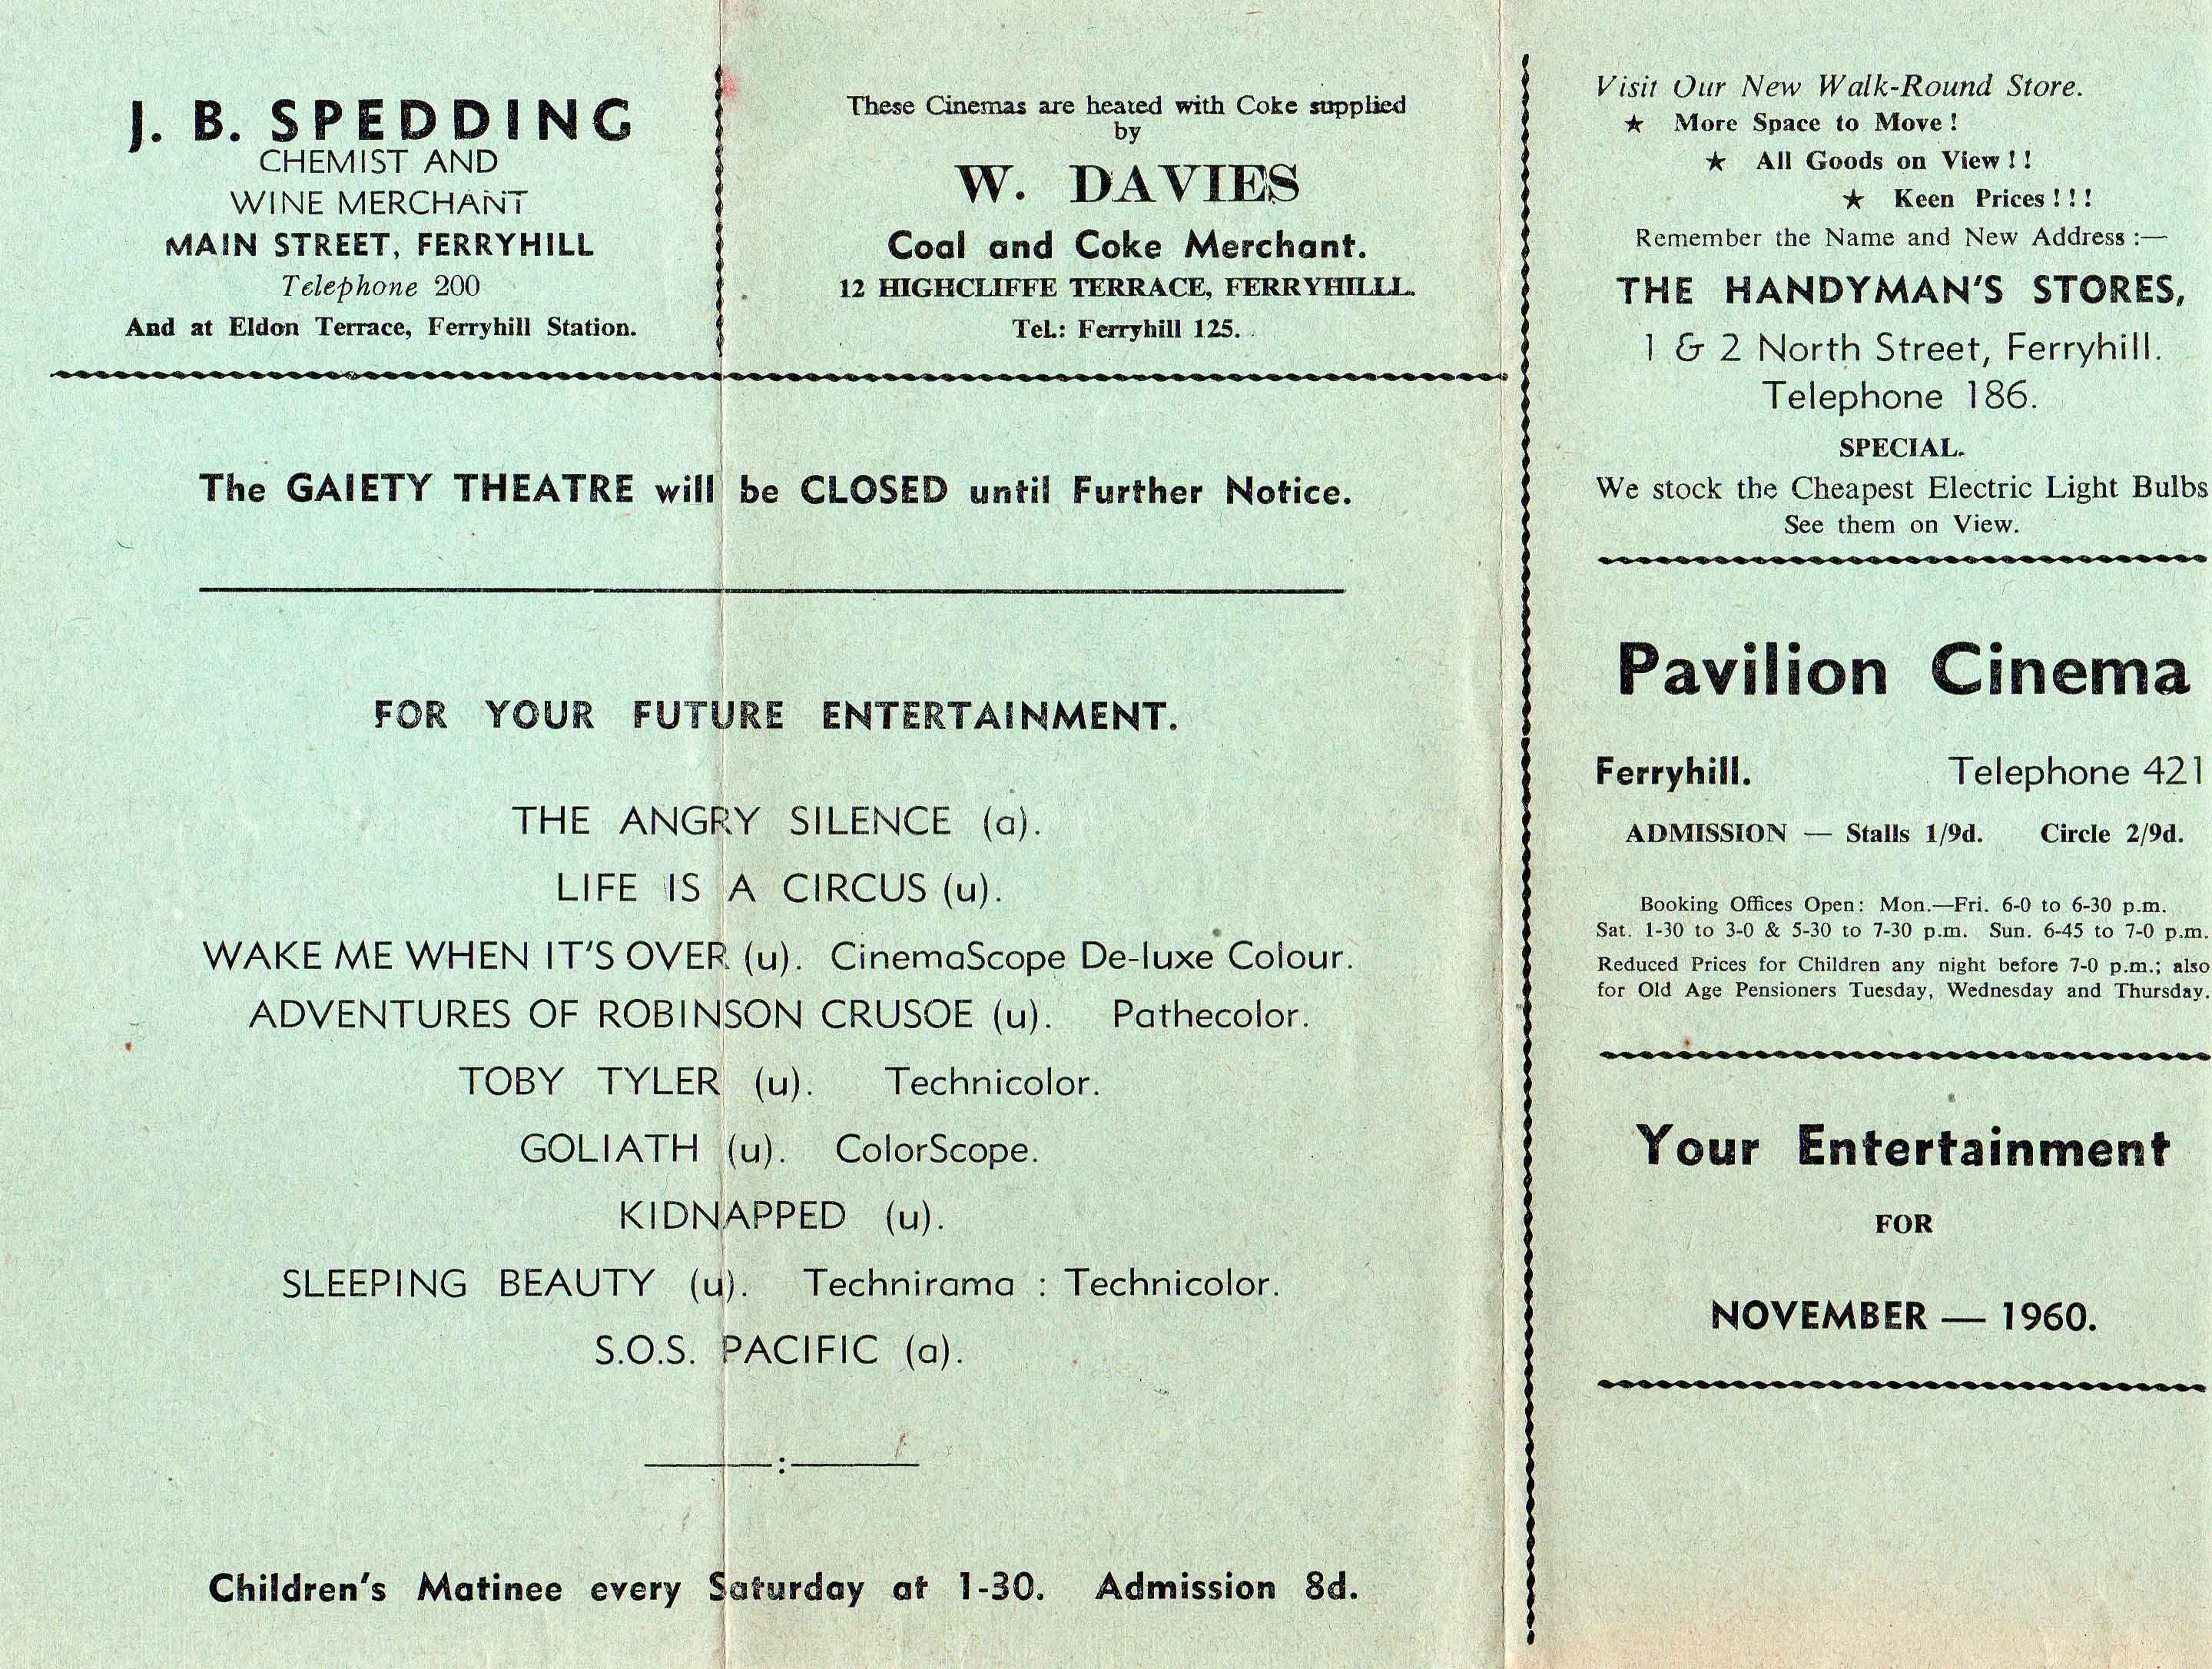 J. B. SPEDDING
CHEMIST AND
WINE MERCHANT
MAIN STREET, FERRYHILL
Telephone 200
And at Eldon Terrace, Ferryhill Station.
These Cinemas are heated with Coke supplied
by
W. DAVIES
Coal and Coke Merchant.
12 HIGHCLIFFE TERRACE, FERRYHILLL.
Tel.: Ferryhill 125.
The GAIETY THEATRE will be CLOSED until Further Notice.
FOR YOUR FUTURE ENTERTAINMENT.
THE ANGRY SILENCE (a).
LIFE IS A CIRCUS (u).
WAKE ME WHEN IT'S OVER (u). CinemaScope De-luxe Colour.
ADVENTURES OF ROBINSON CRUSOE (u). Pathecolor.
TOBY TYLER (u). Technicolor.
GOLIATH (u). ColorScope.
KIDNAPPED (u).
SLEEPING BEAUTY (u). Technirama : Technicolor.
S.O.S. PACIFIC (a).
Children's Matinee every Saturday at 1-30. Admission 8d.
Visit Our New Walk-Round Store.
★ More Space to Move !
★ All Goods on View ! !
★ Keen Prices ! ! !
Remember the Name and New Address :—
THE HANDYMAN'S STORES,
1 & 2 North Street, Ferryhill.
Telephone 186.
SPECIAL.
We stock the Cheapest Electric Light Bulbs
See them on View.
Pavilion Cinema
Ferryhill. Telephone 421
ADMISSION — Stalls 1/9d. Circle 2/9d.
Booking Offices Open: Mon.—Fri. 6-0 to 6-30 p.m.
Sat. 1-30 to 3-0 & 5-30 to 7-30 p.m. Sun. 6-45 to 7-0 p.m.
Reduced Prices for Children any night before 7-0 p.m.; also
for Old Age Pensioners Tuesday, Wednesday and Thursday.
Your Entertainment
FOR
NOVEMBER — 1960.